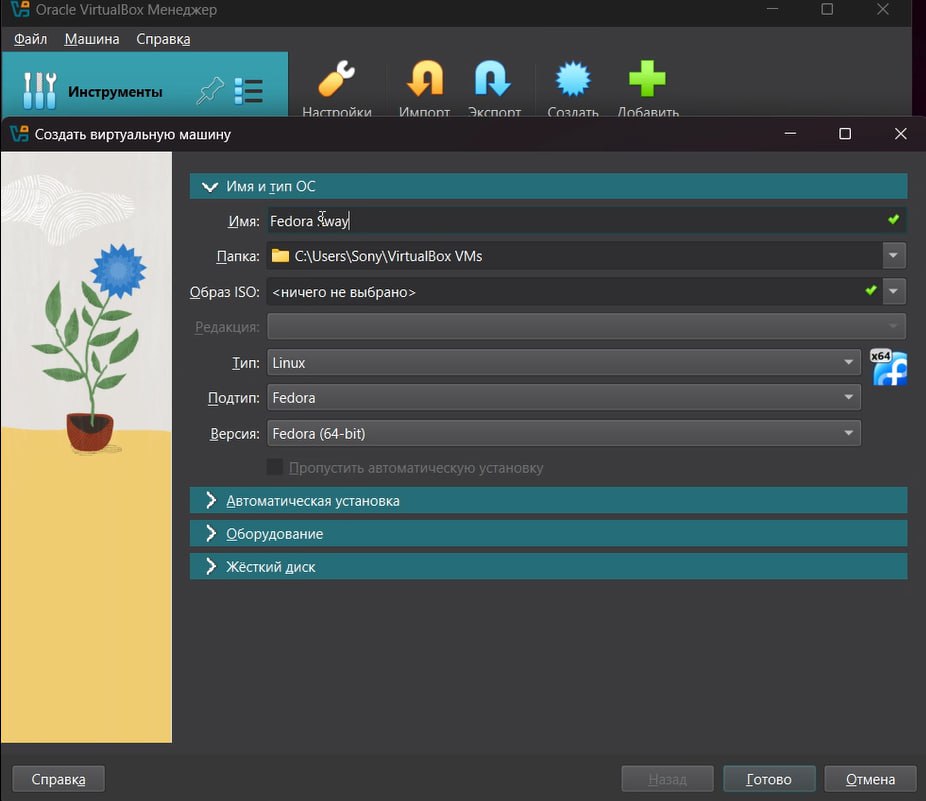 Oracle VirtualBox Менеджер
Файл Машина Справка
Инструменты
Настройки Импорт Экспорт Создать Добавить
Создать виртуальную машину
Имя и тип ОС
Имя: Fedora Sway
Папка: C:\Users\Sony\VirtualBox VMs
Образ ISO: <ничего не выбрано>
Редакция:
Тип: Linux
x64
Подтип: Fedora
Версия: Fedora (64-bit)
Пропустить автоматическую установку
Автоматическая установка
Оборудование
Жёсткий диск
Справка Назад Готово Отмена